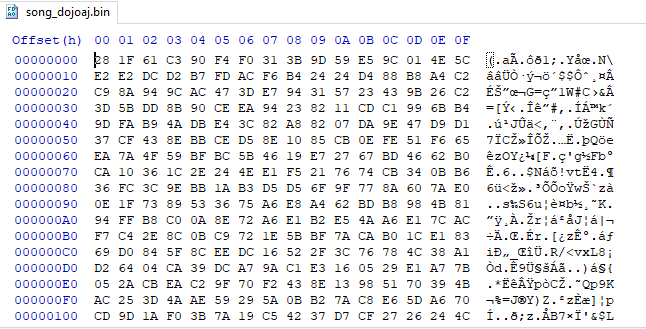 song_dojoaj.bin
Offset(h) 00 01 02 03 04 05 06 07 08 09 0A 0B 0C 0D 0E 0F
00000000 28 1F 61 C3 90 F4 F0 31 3B 9D 59 E5 9C 01 4E 5C (.aÃ.ôð1;.Yåœ.N\
00000010 E2 E2 DC D2 B7 FD AC F6 B4 24 24 D4 88 B8 A4 C2 ââÜÒ·ý¬ö´$$Ôˆ¸¤Â
00000020 C9 8A 94 9C AC 47 3D E7 94 31 57 23 43 9B 26 C2 ÉŠ”œ¬G=ç”1W#C›&Â
00000030 3D 5B DD 8B 90 CE EA 94 23 82 11 CD C1 99 6B B4 =[Ý‹.Îê”#‚.ÍÁ™k´
00000040 9D FA B9 4A DB E4 3C 82 A8 82 07 DA 9E 47 D9 D1 .ú¹JÛä<‚¨‚.ÚžGÙÑ
00000050 37 CF 43 8E BB CE D5 8E 10 85 CB 0E FE 51 F6 65 7ÏCŽ»ÎÕŽ.…Ë.þQöe
00000060 EA 7A 4F 59 BF BC 5B 46 19 E7 27 67 BD 46 62 B0 êzOY¿¼[F.ç'g½Fb°
00000070 CA 10 36 1C 2E 24 4E E1 F5 21 76 74 CB 34 0B B6 Ê.6..$Náõ!vtË4.¶
00000080 36 FC 3C 9E BB 1A B3 D5 D5 6F 9F 77 8A 60 7A E0 6ü<ž».³ÕÕoŸwŠ`zà
00000090 0E 1F 73 89 53 36 75 A6 E8 A4 62 BD B8 98 4B 81 ..s‰S6u¦è¤b½¸˜K.
000000A0 94 FF B8 C0 0A 8E 72 A6 E1 B2 E5 4A A6 E1 7C AC ”ÿ¸À.Žr¦á²åJ¦á|¬
000000B0 F7 C4 2E 8C 0B C9 72 1E 5B BF 7A CA B0 1C E1 83 ÷Ä.Œ.Ér.[¿zÊ°.áƒ
000000C0 69 D0 84 5F 8C EE DC 16 52 2F 3C 76 78 4C 38 A1 iÐ„_ŒîÜ.R/<vxL8¡
000000D0 D2 64 04 CA 39 DC A7 9A C1 E3 16 05 29 E1 A7 7B Òd.Ê9Ü§šÁã..)á§{
000000E0 05 2A CB EA C2 9F 70 F2 43 8E 13 98 51 70 39 4B .*ËêÂŸpòCŽ.˜Qp9K
000000F0 AC 25 3D 4A AE 59 29 5A 0B B2 7A C8 E6 5D A6 70 ¬%=J®Y)Z.²zÈæ]¦p
00000100 CD 9D 1A F0 3B 7A 19 C5 42 37 D7 CF 27 26 24 4C Í..ð;z.ÅB7×Ï'&$L